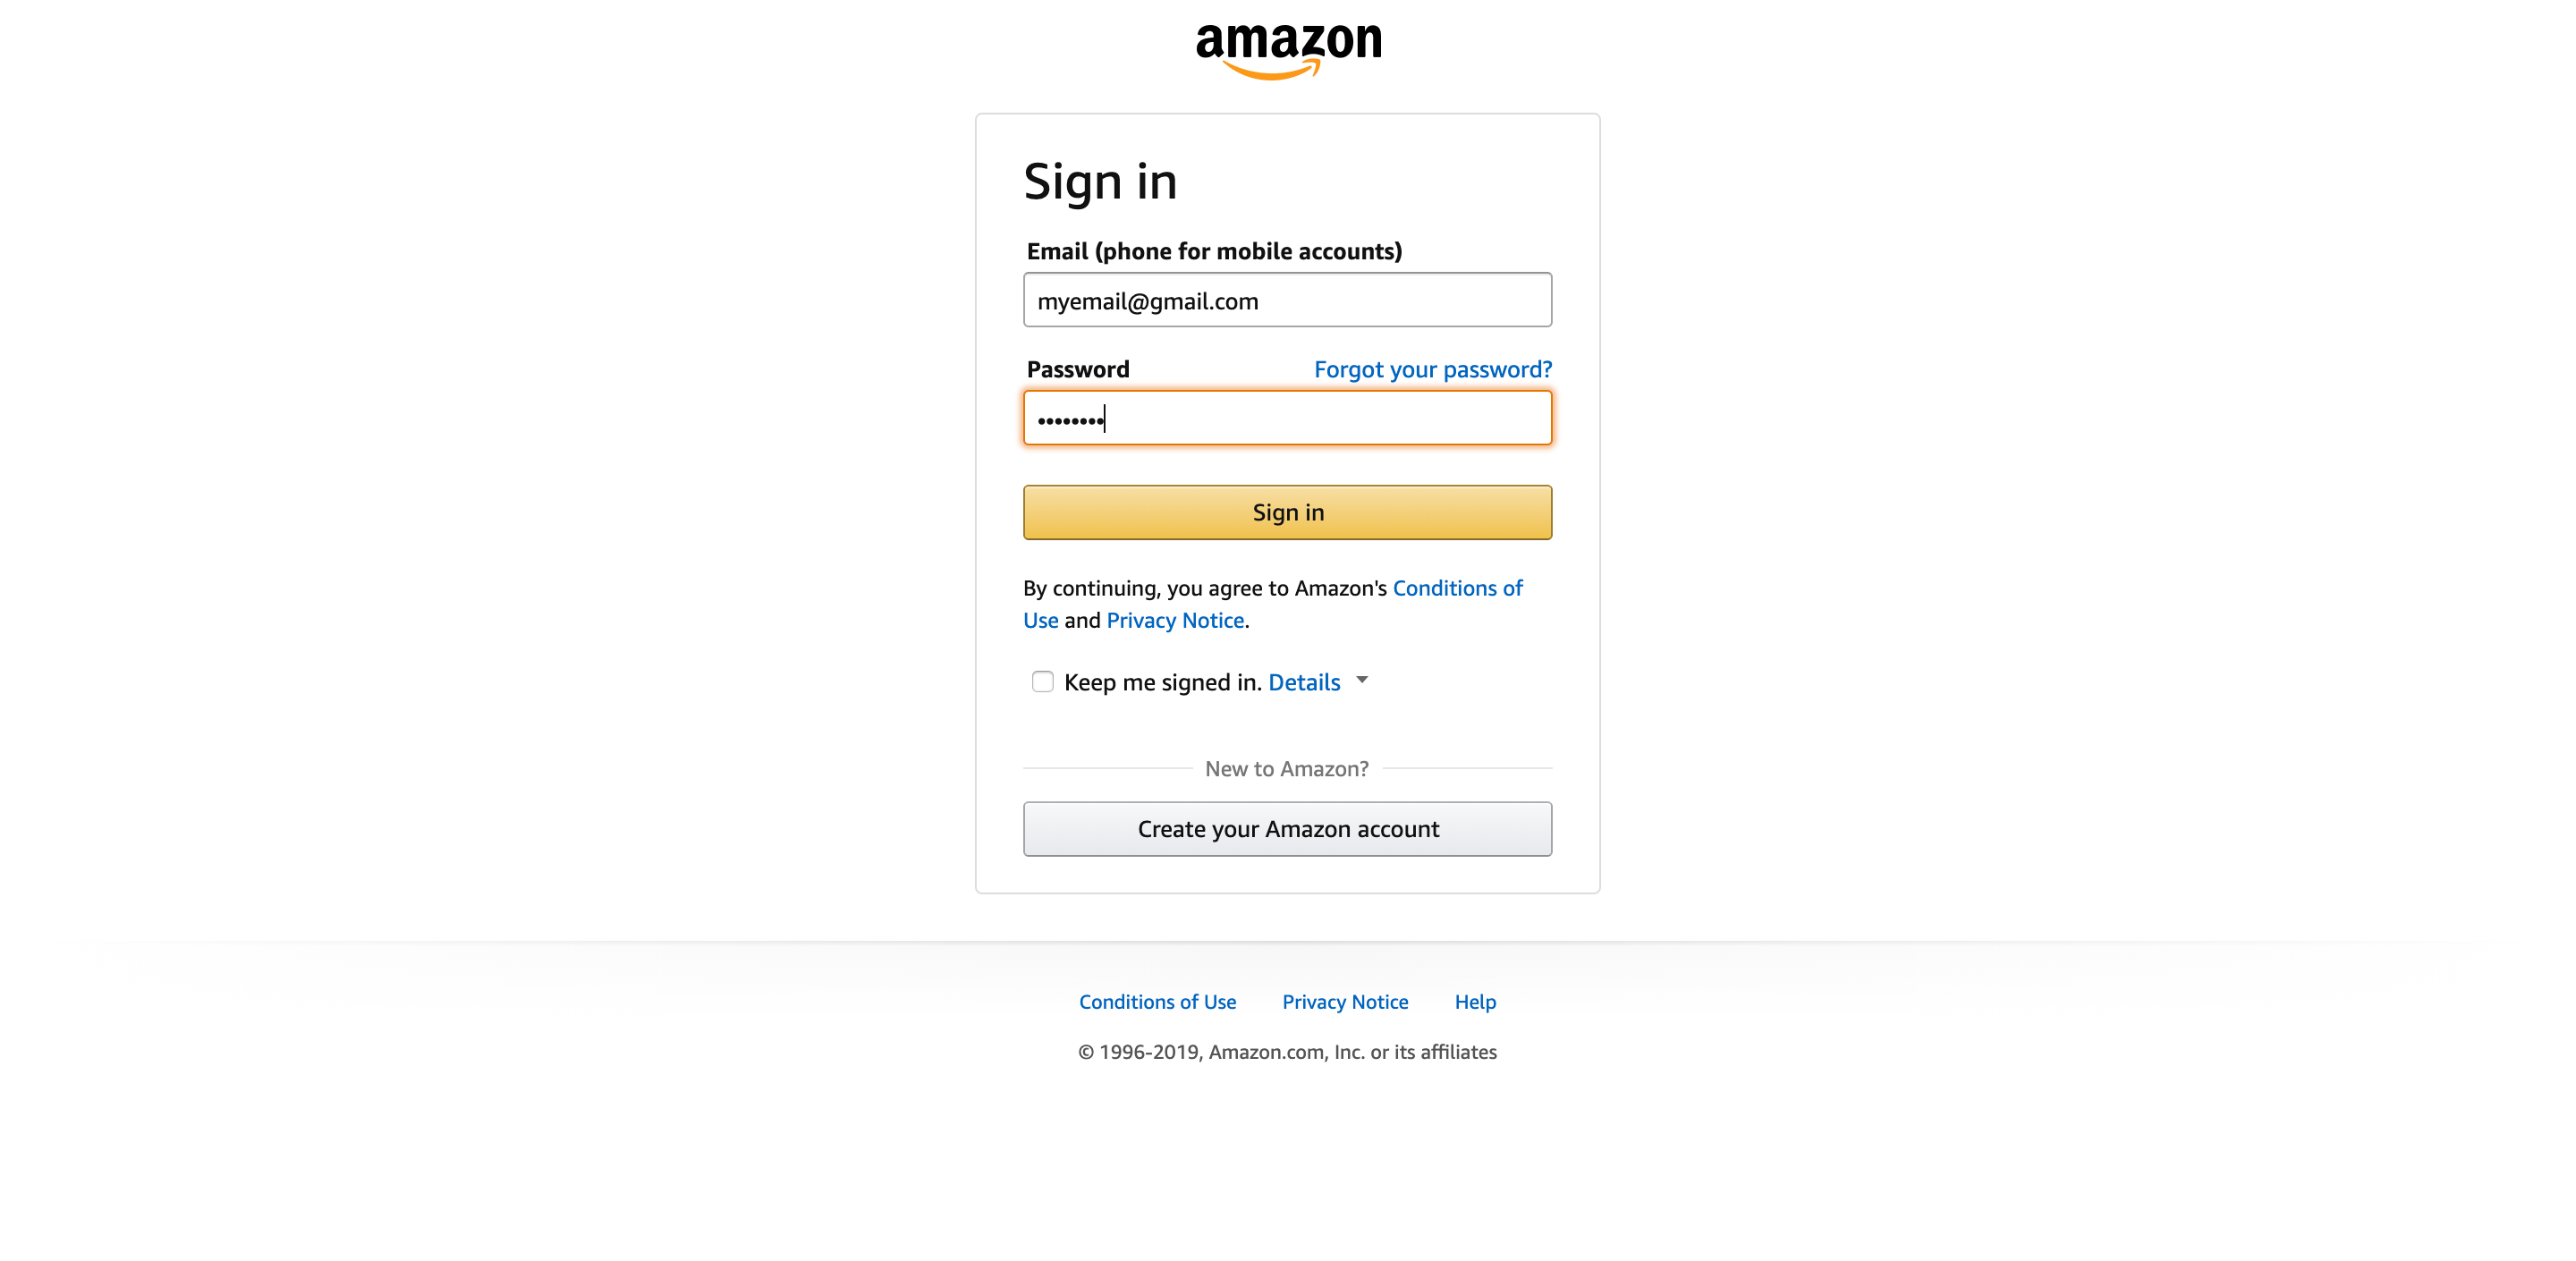 amazon
Sign in
Email (phone for mobile accounts)
myemail@gmail.com
Password Forgot your password?
••••••••
Sign in
By continuing, you agree to Amazon's Conditions of
Use and Privacy Notice.
Keep me signed in. Details
New to Amazon?
Create your Amazon account
Conditions of Use Privacy Notice Help
© 1996-2019, Amazon.com, Inc. or its affiliates